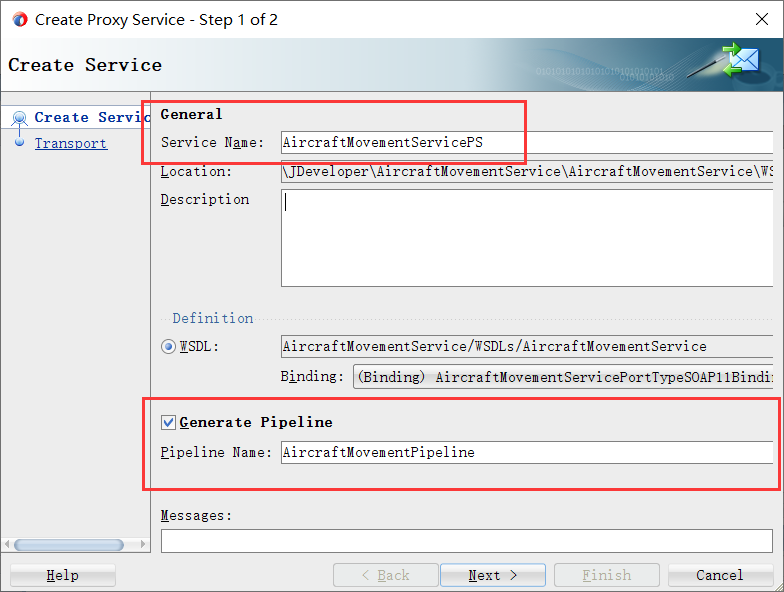 Create Proxy Service - Step 1 of 2
Create Service
Create Servic
Transport
General
Service Name: AircraftMovementServicePS
Location: \JDeveloper\AircraftMovementService\AircraftMovementService\WS
Description
Definition
WSDL: AircraftMovementService/WSDLs/AircraftMovementService
Binding: (Binding) AircraftMovementServicePortTypeSOAP11Bindin
Generate Pipeline
Pipeline Name: AircraftMovementPipeline
Messages:
Help < Back Next > Finish Cancel